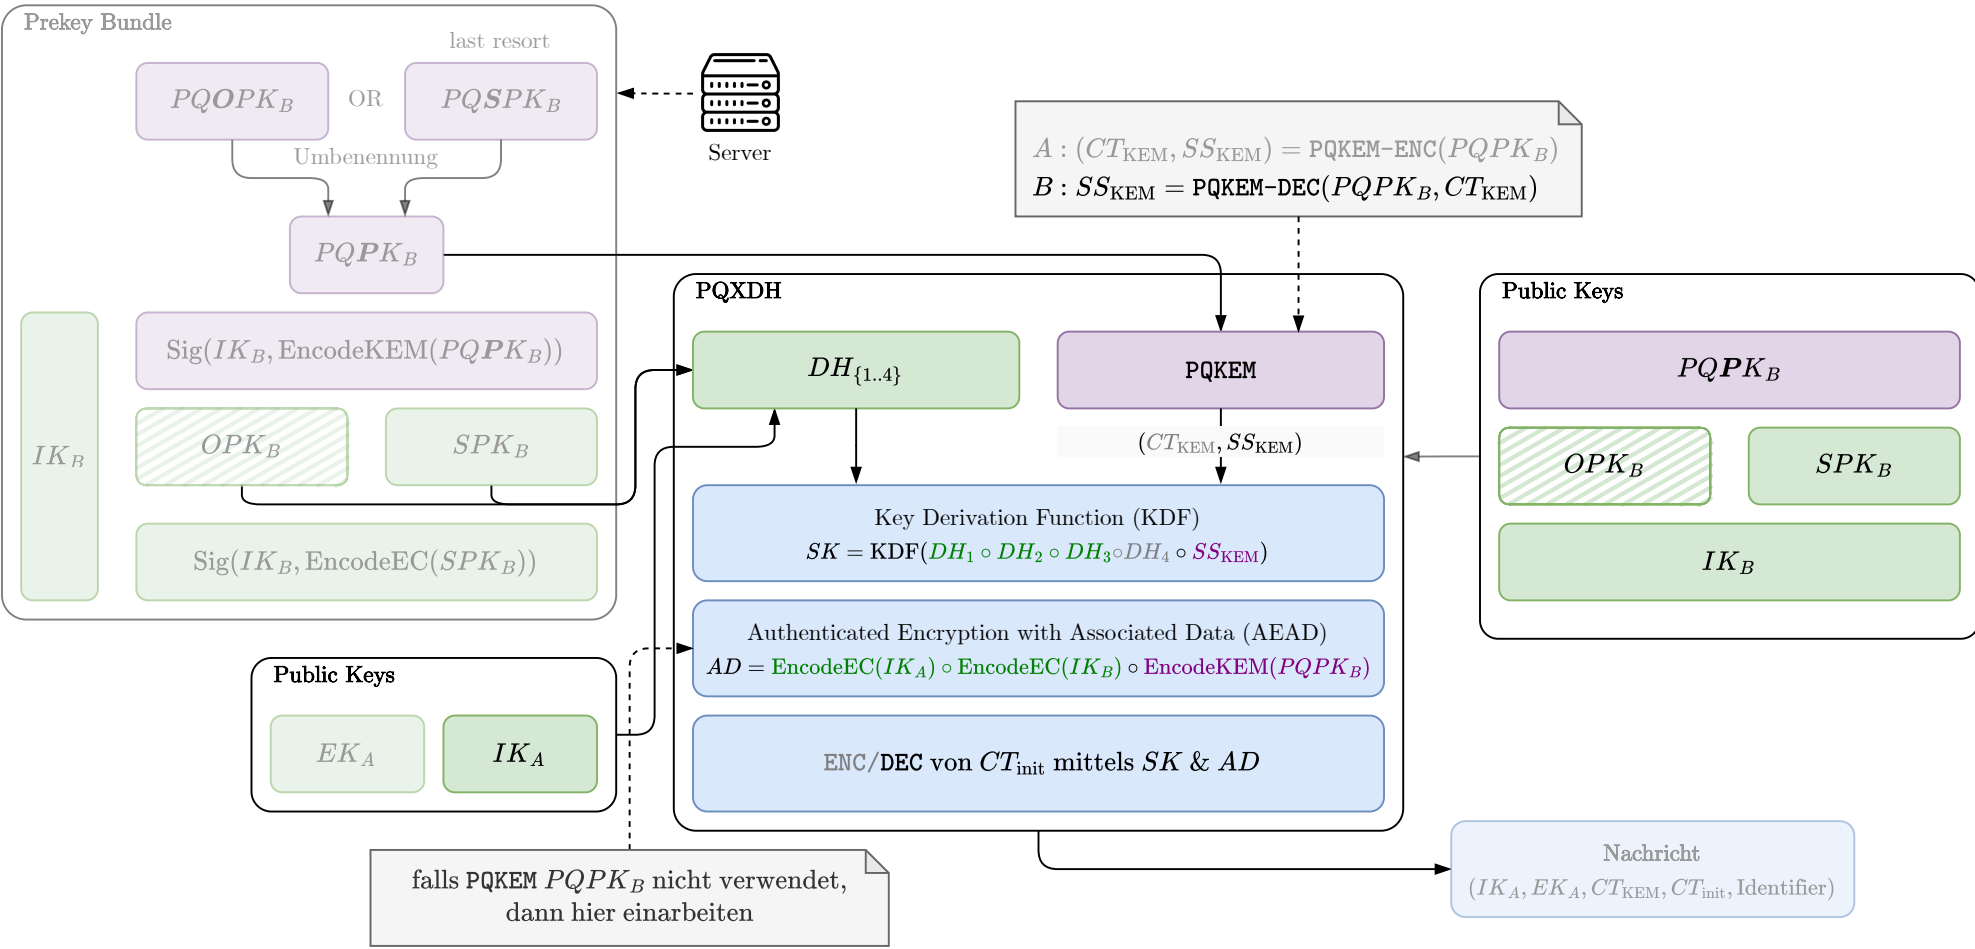 Prekey Bundle
last resort
PQOPK_B
OR
PQSPK_B
Umbenennung
PQPK_B
Sig(IK_B, EncodeKEM(PQPK_B))
IK_B
OPK_B
SPK_B
Sig(IK_B, EncodeEC(SPK_B))
Server
A : (CT_KEM, SS_KEM) = PQKEM-ENC(PQPK_B)
B : SS_KEM = PQKEM-DEC(PQPK_B, CT_KEM)
Public Keys
EK_A
IK_A
PQXDH
DH_{1..4}
PQKEM
(CT_KEM, SS_KEM)
Key Derivation Function (KDF)
SK = KDF(DH_1 ∘ DH_2 ∘ DH_3 ∘ DH_4 ∘ SS_KEM)
Authenticated Encryption with Associated Data (AEAD)
AD = EncodeEC(IK_A) ∘ EncodeEC(IK_B) ∘ EncodeKEM(PQPK_B)
ENC/DEC von CT_init mittels SK & AD
Public Keys
PQPK_B
OPK_B
SPK_B
IK_B
falls PQKEM PQPK_B nicht verwendet,
dann hier einarbeiten
Nachricht
(IK_A, EK_A, CT_KEM, CT_init, Identifier)